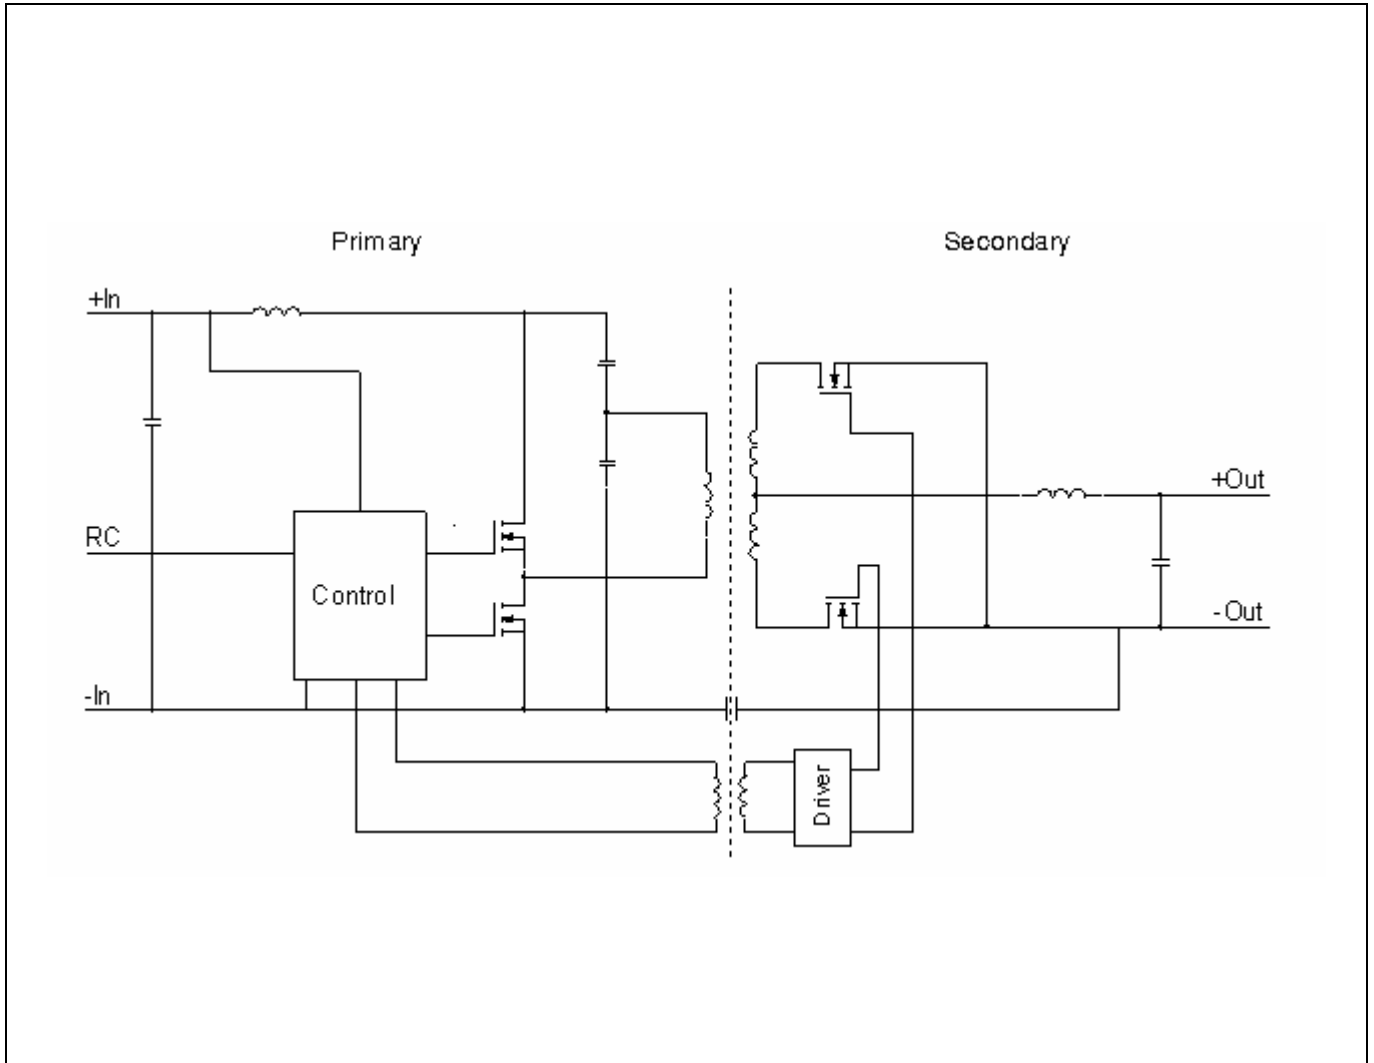 Primary
Secondary
+In
+Out
RC
Control
-Out
-In
Driver